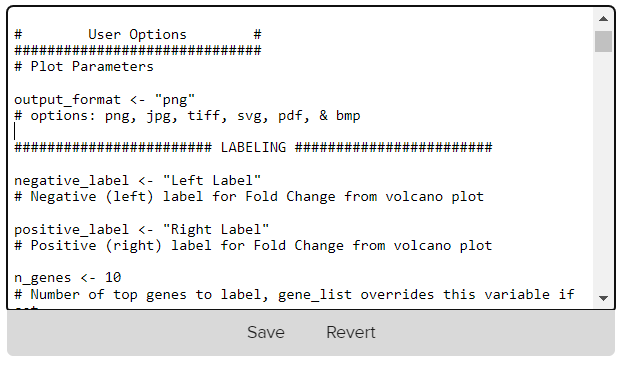 #        User Options        #
##############################
# Plot Parameters
output_format <- "png"
# options: png, jpg, tiff, svg, pdf, & bmp
######################## LABELING ########################
negative_label <- "Left Label"
# Negative (left) label for Fold Change from volcano plot
positive_label <- "Right Label"
# Positive (right) label for Fold Change from volcano plot
n_genes <- 10
# Number of top genes to label, gene_list overrides this variable if
Save Revert